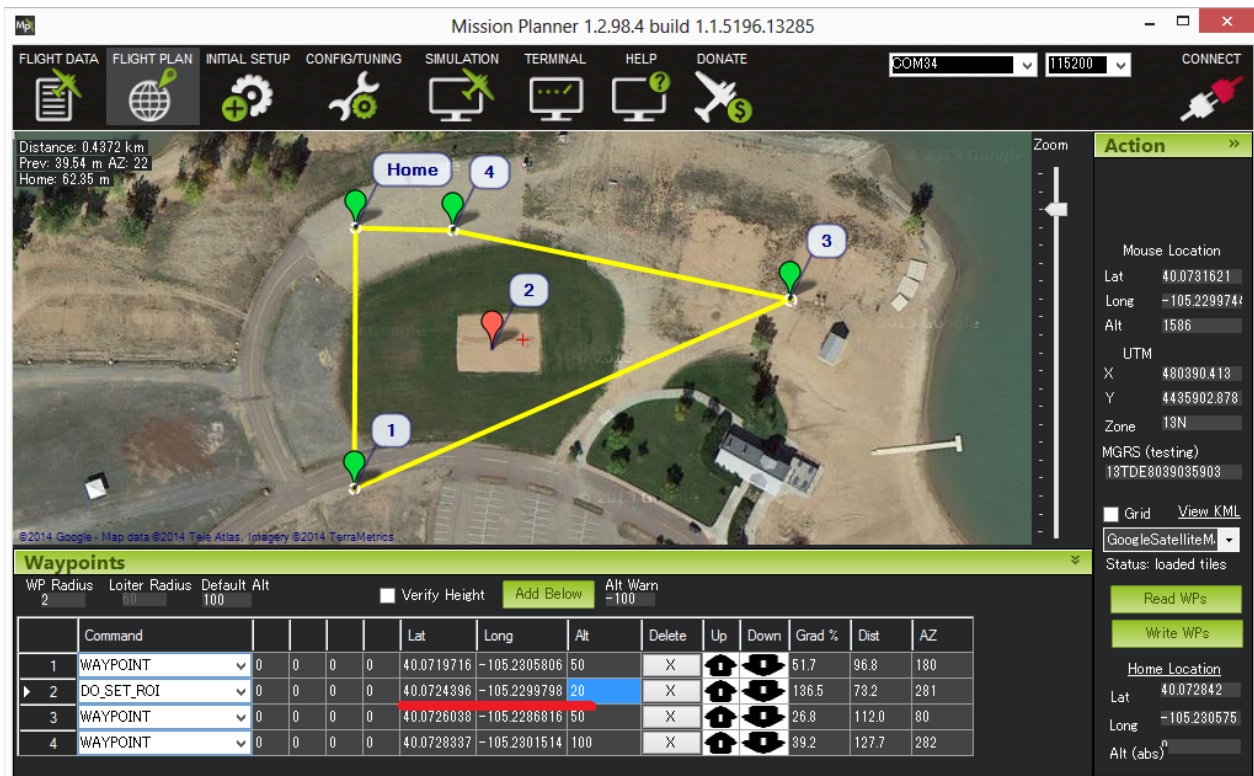 Mp
Mission Planner 1.2.98.4 build 1.1.5196.13285
FLIGHT DATA FLIGHT PLAN INITIAL SETUP CONFIG/TUNING SIMULATION TERMINAL HELP DONATE COM34 115200 CONNECT
Distance: 0.4372 km
Prev: 39.54 m AZ: 22
Home: 62.35 m
Home
4
3
2
1
©2014 Google - Map data ©2014 Tele Atlas, Imagery ©2014 TerraMetrics
Zoom
Action »
Mouse Location
Lat 40.0731621
Long -105.2299744
Alt 1586
UTM
X 480390.413
Y 4435902.878
Zone 13N
MGRS (testing)
13TDE8039035903
Grid View KML
GoogleSatelliteM
Status: loaded tiles
Read WPs
Write WPs
Home Location
Lat 40.072842
Long -105.230575
Alt (abs)
Waypoints
WP Radius Loiter Radius Default Alt Alt Warn
2 60 100 Verify Height Add Below -100
Command Lat Long Alt Delete Up Down Grad % Dist AZ
1 WAYPOINT 0 0 0 0 40.0719716 -105.2305806 50 X 51.7 96.8 180
2 DO_SET_ROI 0 0 0 0 40.0724396 -105.2299798 20 X 136.5 73.2 281
3 WAYPOINT 0 0 0 0 40.0726038 -105.2286816 50 X 26.8 112.0 80
4 WAYPOINT 0 0 0 0 40.0728337 -105.2301514 100 X 39.2 127.7 282